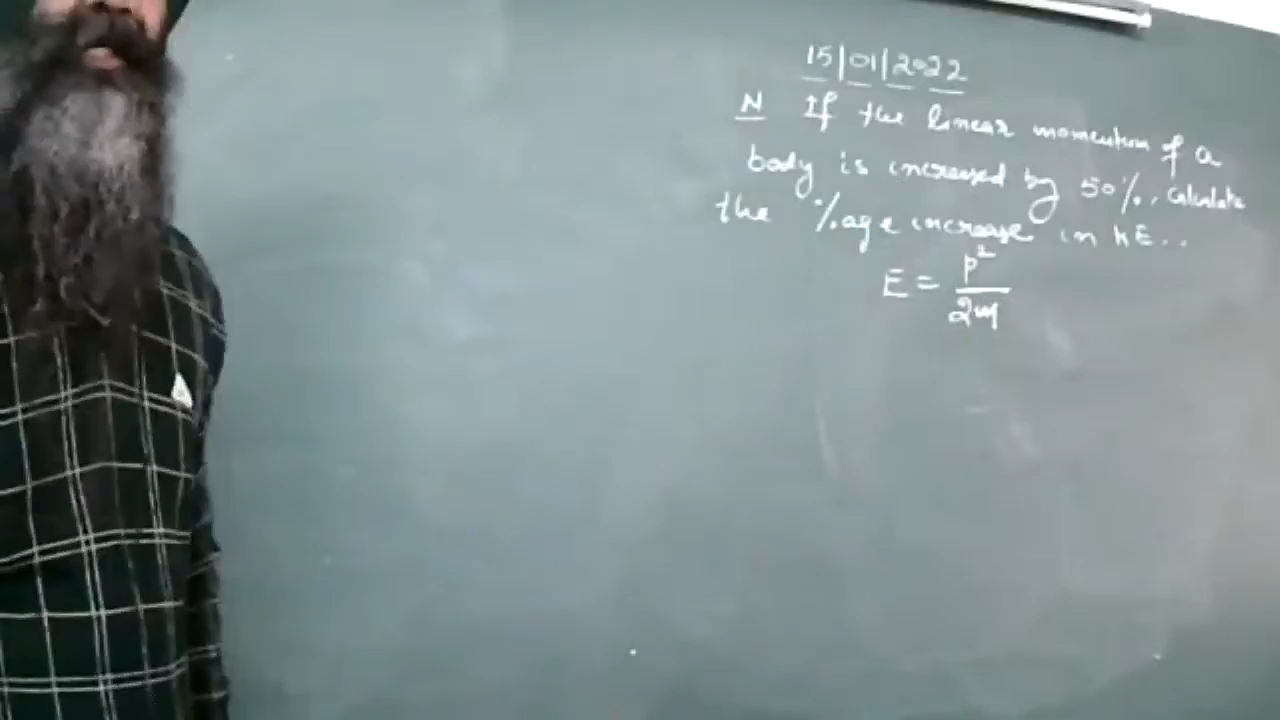 15|01|2022
N If the linear momentum of a
body is increased by 50%, Calculate
the %age increase in KE...
E = p²/2m